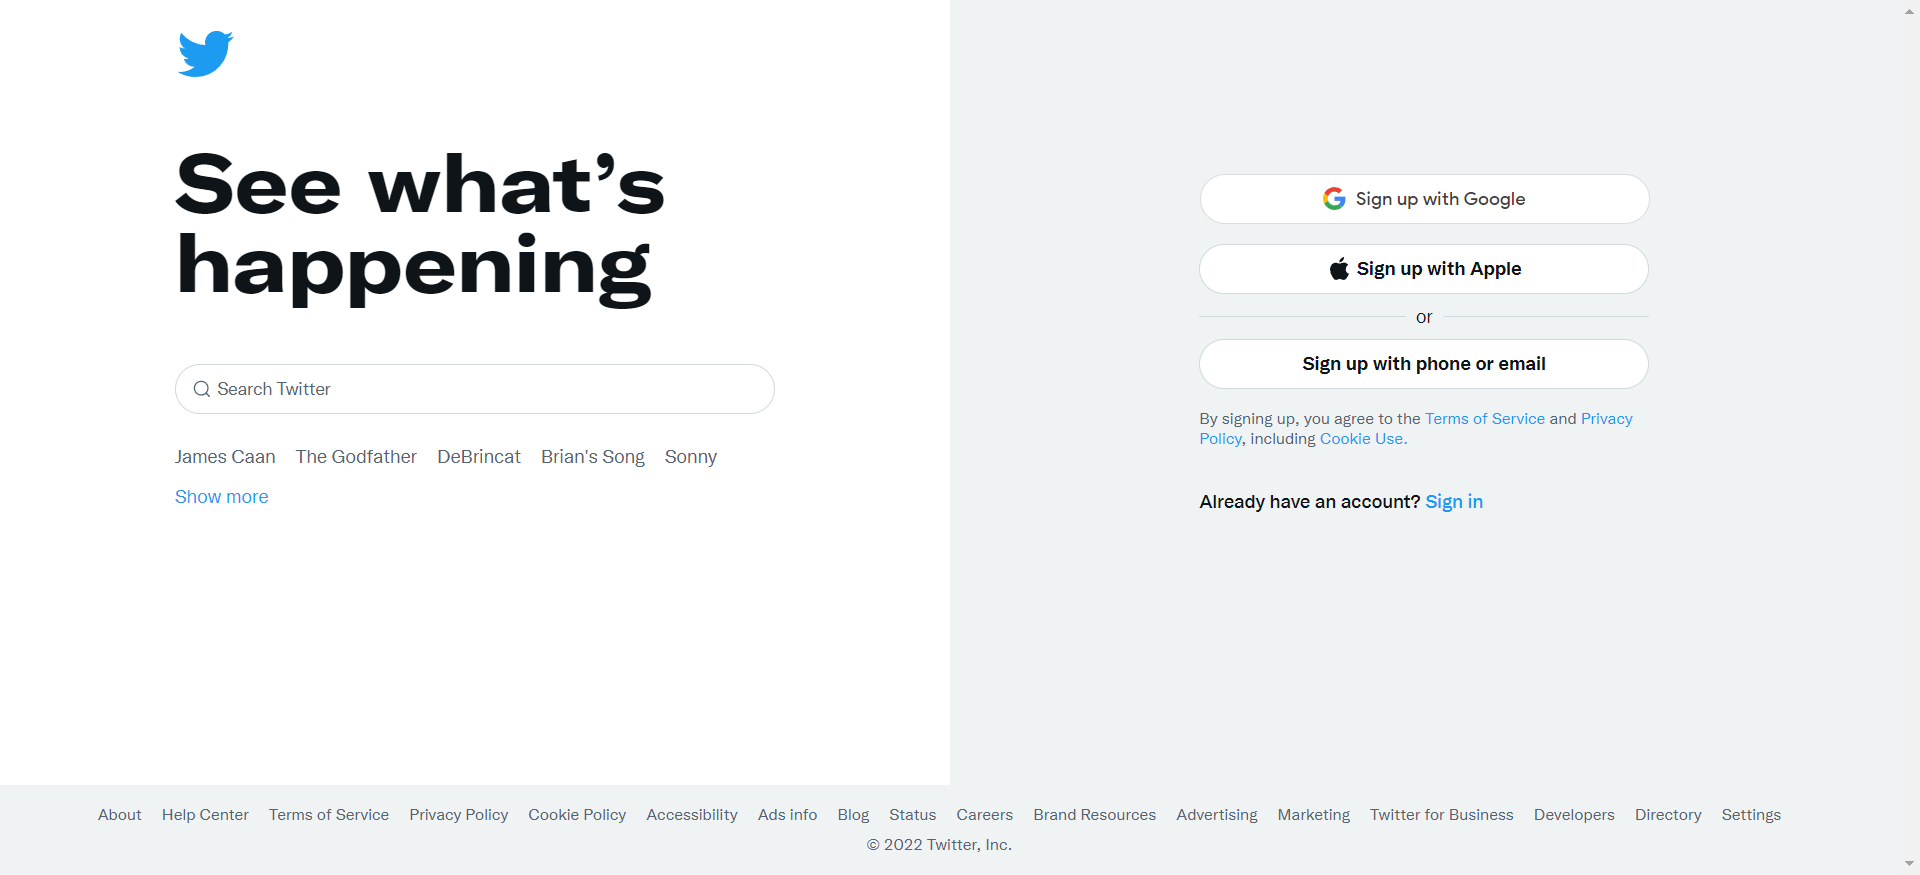 See what’s
happening
Search Twitter
James Caan The Godfather DeBrincat Brian's Song Sonny
Show more
Sign up with Google
Sign up with Apple
or
Sign up with phone or email
By signing up, you agree to the Terms of Service and Privacy
Policy, including Cookie Use.
Already have an account? Sign in
About Help Center Terms of Service Privacy Policy Cookie Policy Accessibility Ads info Blog Status Careers Brand Resources Advertising Marketing Twitter for Business Developers Directory Settings
© 2022 Twitter, Inc.